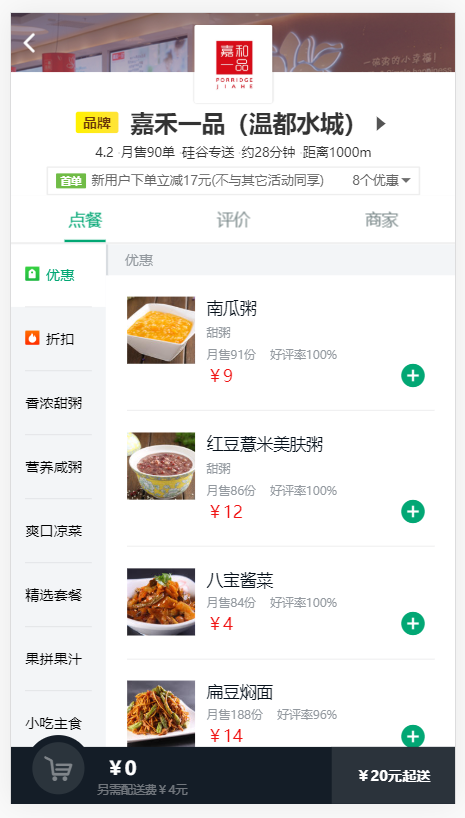 嘉和
一品
PORRIDGE
JIAHE
一碗粥的小幸福!
happiness
品牌 嘉禾一品（温都水城）
4.2 月售90单 硅谷专送 约28分钟 距离1000m
首单 新用户下单立减17元(不与其它活动同享) 8个优惠
点餐 评价 商家
优惠
折扣
香浓甜粥
营养咸粥
爽口凉菜
精选套餐
果拼果汁
小吃主食
优惠
南瓜粥
甜粥
月售91份 好评率100%
￥9
红豆薏米美肤粥
甜粥
月售86份 好评率100%
￥12
八宝酱菜
月售84份 好评率100%
￥4
扁豆焖面
月售188份 好评率96%
￥14
￥0
另需配送费￥4元
￥20元起送